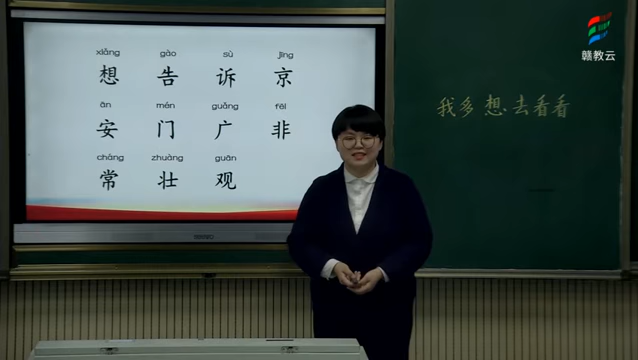 xiǎng gào sù jīng
想 告 诉 京
ān mén guǎng fēi
安 门 广 非
cháng zhuàng guān
常 壮 观
我多想去看看
赣教云